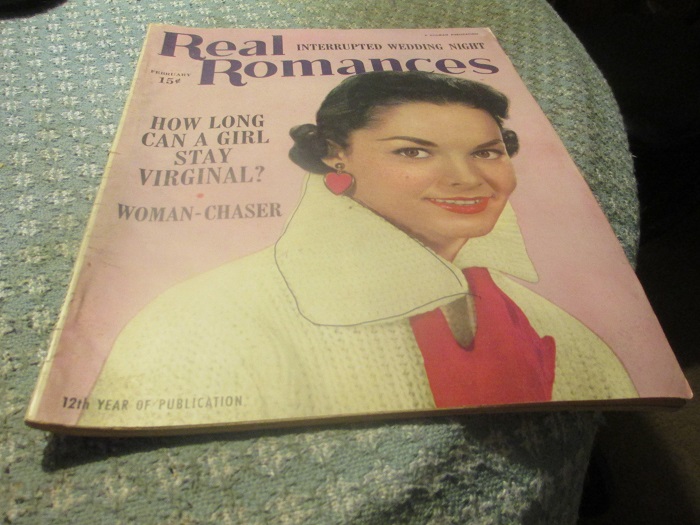 Real
INTERRUPTED WEDDING NIGHT
Romances
FEBRUARY
15¢
HOW LONG
CAN A GIRL
STAY
VIRGINAL?
WOMAN-CHASER
12th YEAR OF PUBLICATION